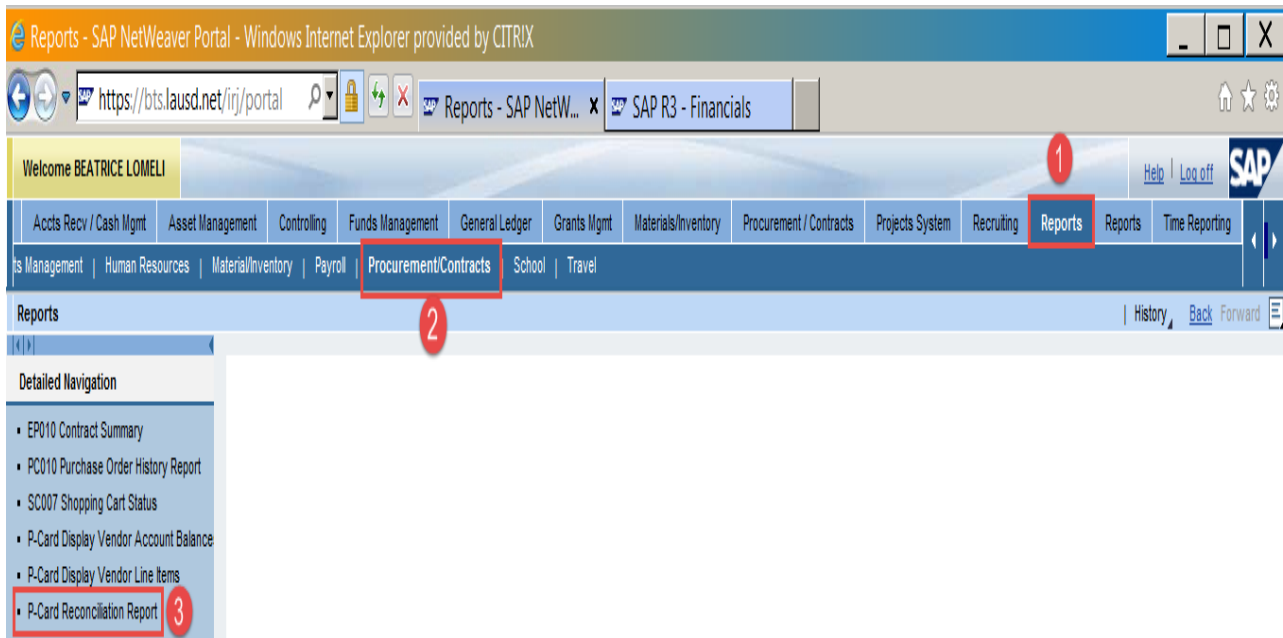 Reports - SAP NetWeaver Portal - Windows Internet Explorer provided by CITRIX
https://bts.lausd.net/irj/portal
Reports - SAP NetW...
SAP R3 - Financials
Welcome BEATRICE LOMELI
1
Help | Log off
SAP
Accts Recv / Cash Mgmt Asset Management Controlling Funds Management General Ledger Grants Mgmt Materials/Inventory Procurement / Contracts Projects System Recruiting Reports Reports Time Reporting
ts Management | Human Resources | Material/Inventory | Payroll | Procurement/Contracts | School | Travel
2
Reports
| History Back Forward
Detailed Navigation
EP010 Contract Summary
PC010 Purchase Order History Report
SC007 Shopping Cart Status
P-Card Display Vendor Account Balance
P-Card Display Vendor Line Items
P-Card Reconciliation Report 3